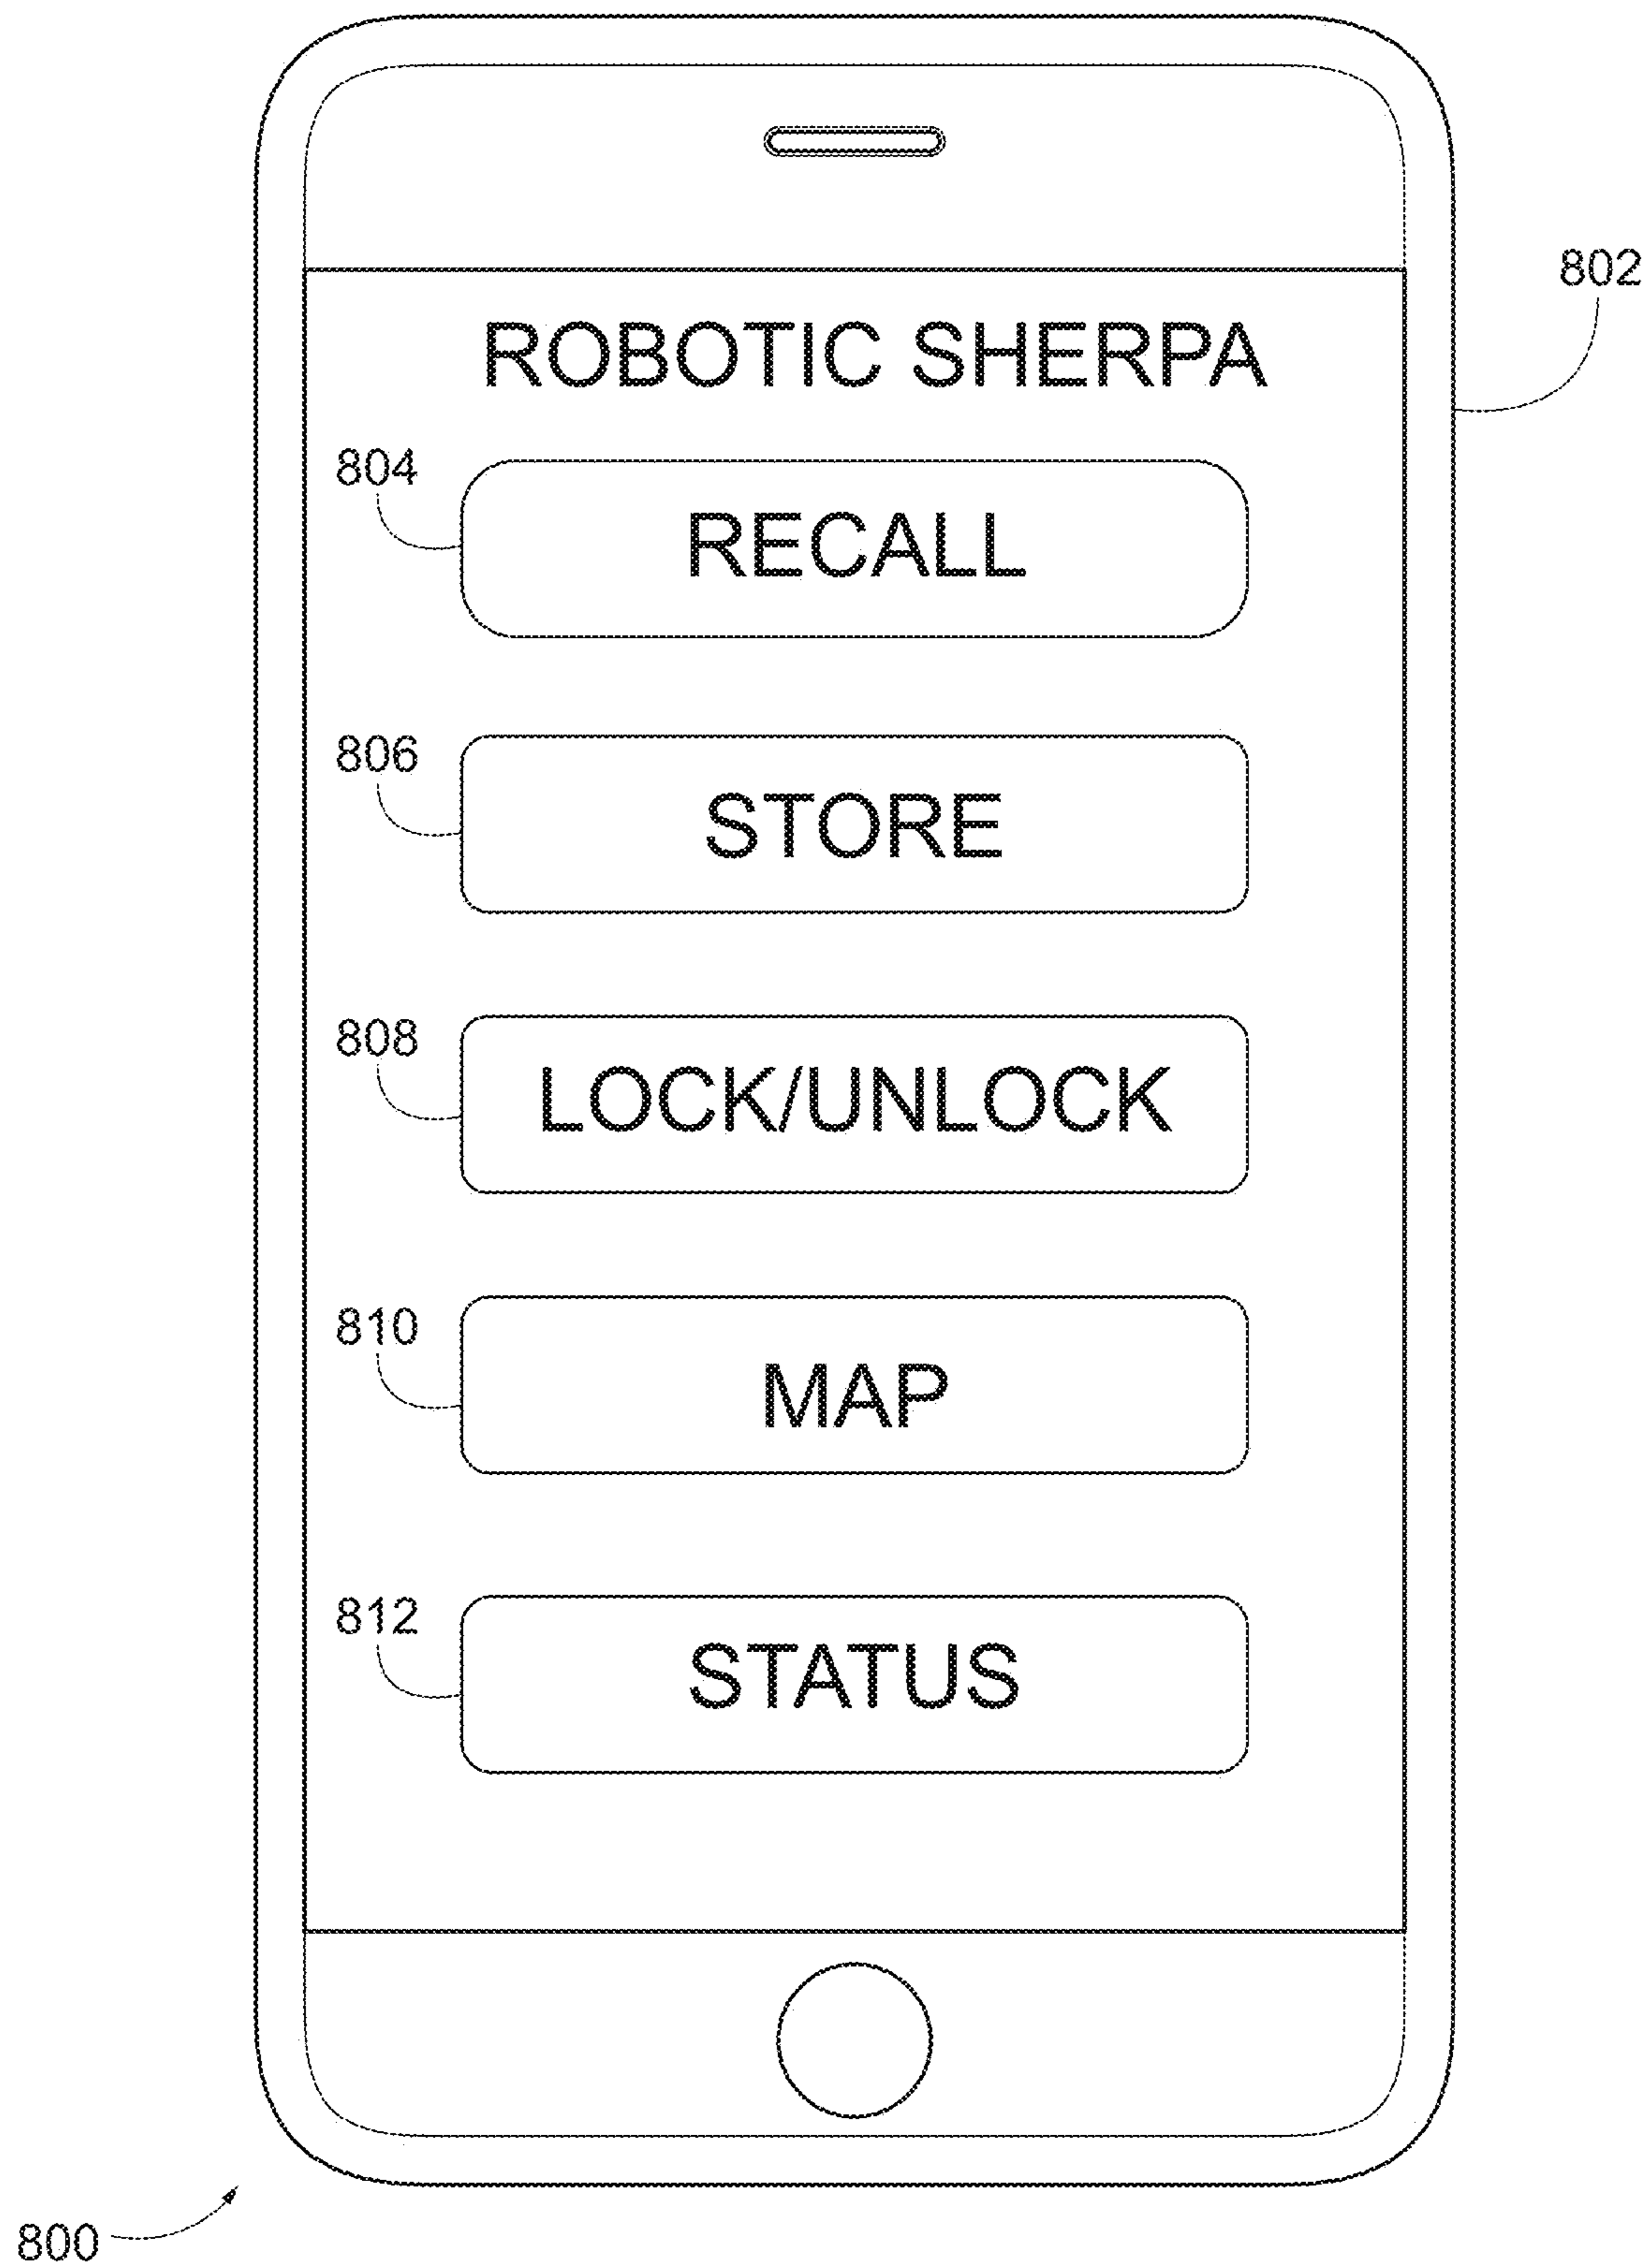 802
ROBOTIC SHERPA
804
RECALL
806
STORE
808
LOCK/UNLOCK
810
MAP
812
STATUS
800